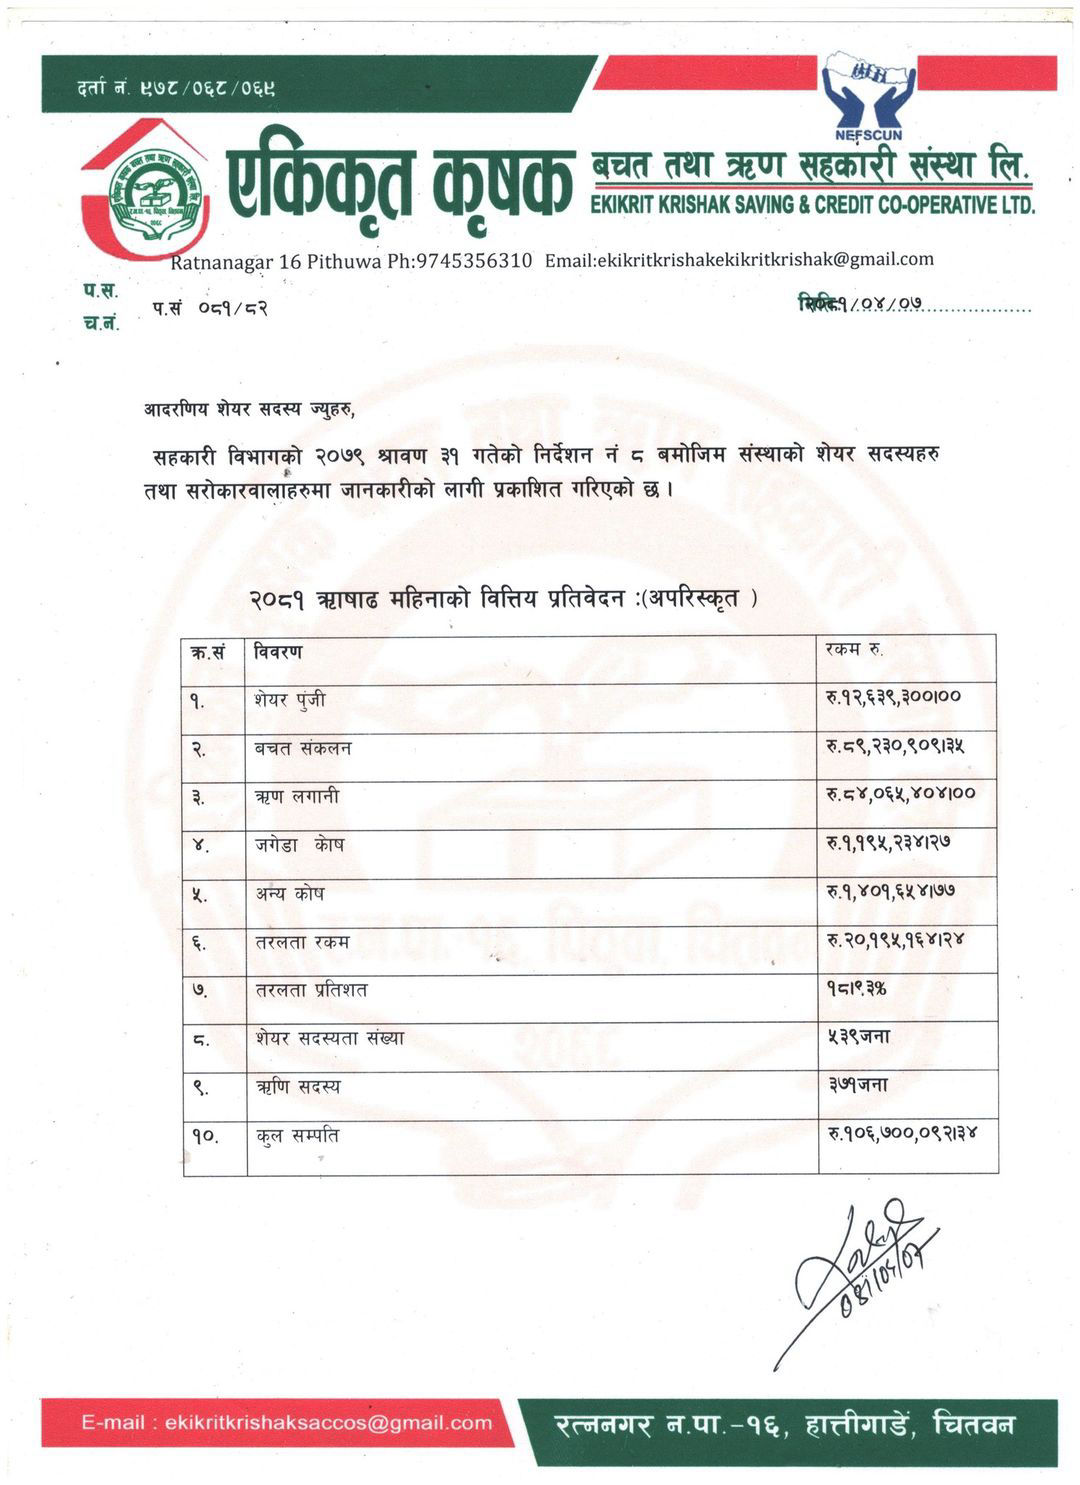 दर्ता नं. ९७८/०६८/०६९
NEFSCUN
एकिकृत कृषक बचत तथा ऋण सहकारी संस्था लि.
EKIKRIT KRISHAK SAVING & CREDIT CO-OPERATIVE LTD.
Ratnanagar 16 Pithuwa Ph:9745356310 Email:ekikritkrishakekikritkrishak@gmail.com
प.स.
प.सं ०८१/८२
२०८१/०४/०७
च.नं.
आदरणिय शेयर सदस्य ज्युहरु,
सहकारी विभागको २०७९ श्रावण ३१ गतेको निर्देशन नं ८ बमोजिम संस्थाको शेयर सदस्यहरु
तथा सरोकारवालाहरुमा जानकारीको लागी प्रकाशित गरिएको छ ।
२०८१ ऋाषाढ महिनाको वित्तिय प्रतिवेदन :(अपरिस्कृत )
क्र.सं विवरण रकम रु.
१. शेयर पुंजी रु.१२,६३९,३००।००
२. बचत संकलन रु.८९,२३०,९०९।३५
३. ऋण लगानी रु.८४,०६५,४०४।००
४. जगेडा कोष रु.१,१९५,२३४।२७
५. अन्य कोष रु.१,४०१,६५४।७७
६. तरलता रकम रु.२०,१९५,१६४।२४
७. तरलता प्रतिशत १८।९.३%
८. शेयर सदस्यता संख्या ५३९जना
९. ऋणि सदस्य ३७१जना
१०. कुल सम्पति रु.१०६,७००,०९२।३४
E-mail : ekikritkrishaksaccos@gmail.com
रत्ननगर न.पा.-१६, हात्तीगार्डे, चितवन